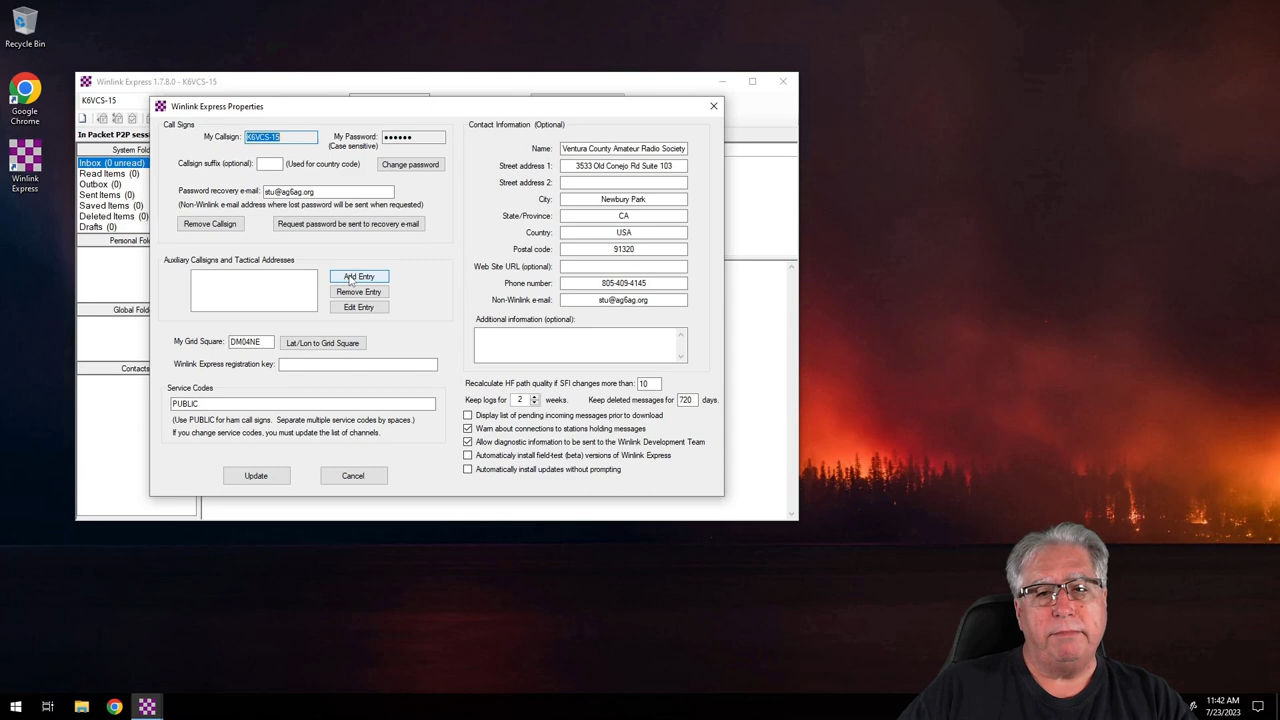 Recycle Bin
Google
Chrome
Winlink
Express
Winlink Express 1.7.8.0 - K6VCS-15
K6VCS-15
In Packet P2P sess
System Fold
Inbox (0 unread)
Read Items (0)
Outbox (0)
Sent Items (0)
Saved Items (0)
Deleted Items (0)
Drafts (0)
Personal Fold
Global Fold
Contacts
Winlink Express Properties
Call Signs
My Callsign: K6VCS-15
My Password: ••••••
(Case sensitive)
Callsign suffix (optional):
(Used for country code)
Change password
Password recovery e-mail: stu@ag6ag.org
(Non-Winlink e-mail address where lost password will be sent when requested)
Remove Callsign
Request password be sent to recovery e-mail
Auxiliary Callsigns and Tactical Addresses
Add Entry
Remove Entry
Edit Entry
My Grid Square: DM04NE
Lat/Lon to Grid Square
Winlink Express registration key:
Service Codes
PUBLIC
(Use PUBLIC for ham call signs. Separate multiple service codes by spaces.)
If you change service codes, you must update the list of channels.
Update
Cancel
Contact Information (Optional)
Name: Ventura County Amateur Radio Society
Street address 1: 3533 Old Conejo Rd Suite 103
Street address 2:
City: Newbury Park
State/Province: CA
Country: USA
Postal code: 91320
Web Site URL (optional):
Phone number: 805-409-4145
Non-Winlink e-mail: stu@ag6ag.org
Additional information (optional):
Recalculate HF path quality if SFI changes more than: 10
Keep logs for 2 weeks. Keep deleted messages for 720 days.
Display list of pending incoming messages prior to download
Warn about connections to stations holding messages
Allow diagnostic information to be sent to the Winlink Development Team
Automaticaly install field-test (beta) versions of Winlink Express
Automatically install updates without prompting
11:42 AM
7/23/2023